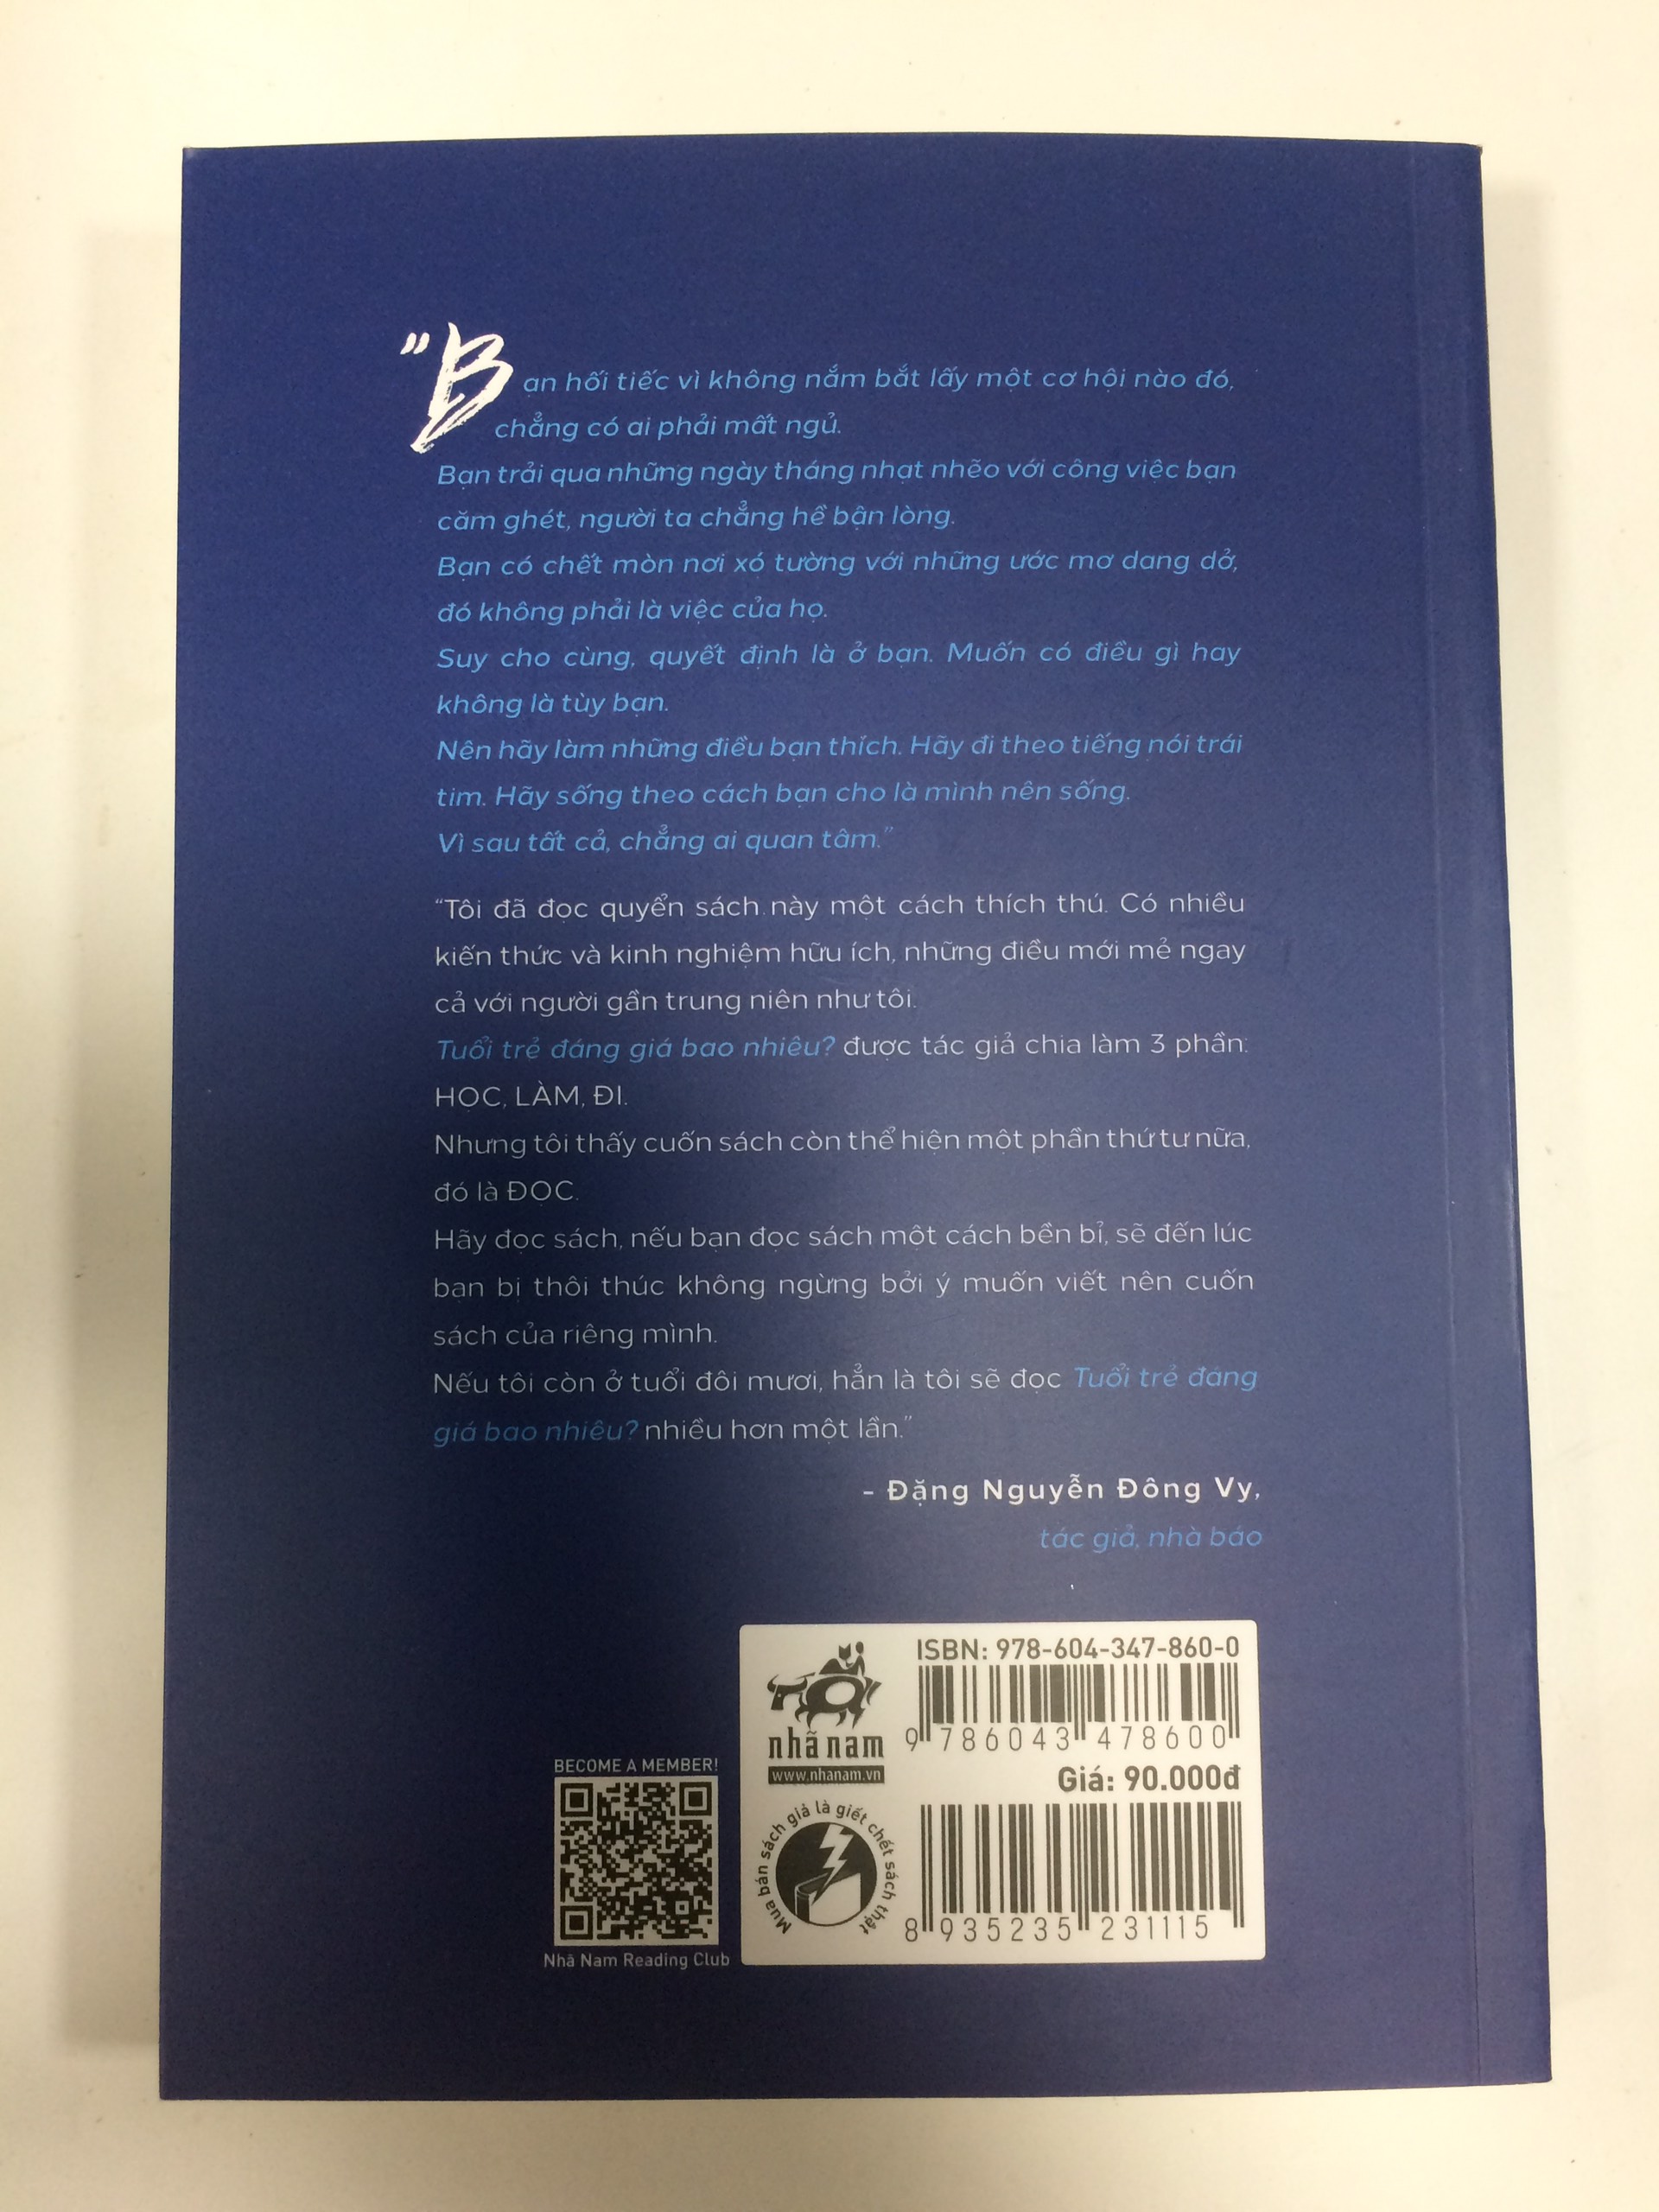 "Bạn hối tiếc vì không nắm bắt lấy một cơ hội nào đó,
chẳng có ai phải mất ngủ.
Bạn trải qua những ngày tháng nhạt nhẽo với công việc bạn
căm ghét, người ta chẳng hề bận lòng.
Bạn có chết mòn nơi xó tường với những ước mơ dang dở,
đó không phải là việc của họ.
Suy cho cùng, quyết định là ở bạn. Muốn có điều gì hay
không là tùy bạn.
Nên hãy làm những điều bạn thích. Hãy đi theo tiếng nói trái
tim. Hãy sống theo cách bạn cho là mình nên sống.
Vì sau tất cả, chẳng ai quan tâm."
"Tôi đã đọc quyển sách này một cách thích thú. Có nhiều
kiến thức và kinh nghiệm hữu ích, những điều mới mẻ ngay
cả với người gần trung niên như tôi.
Tuổi trẻ đáng giá bao nhiêu? được tác giả chia làm 3 phần:
HỌC, LÀM, ĐI.
Nhưng tôi thấy cuốn sách còn thể hiện một phần thứ tư nữa,
đó là ĐỌC.
Hãy đọc sách, nếu bạn đọc sách một cách bền bỉ, sẽ đến lúc
bạn bị thôi thúc không ngừng bởi ý muốn viết nên cuốn
sách của riêng mình.
Nếu tôi còn ở tuổi đôi mươi, hẳn là tôi sẽ đọc Tuổi trẻ đáng
giá bao nhiêu? nhiều hơn một lần."
– Đặng Nguyễn Đông Vy,
tác giả, nhà báo
BECOME A MEMBER!
Nhã Nam Reading Club
nhã nam
www.nhanam.vn
Mua bán sách giả là giết chết sách thật
ISBN: 978-604-347-860-0
9 786043 478600
Giá: 90.000đ
8 935235 231115